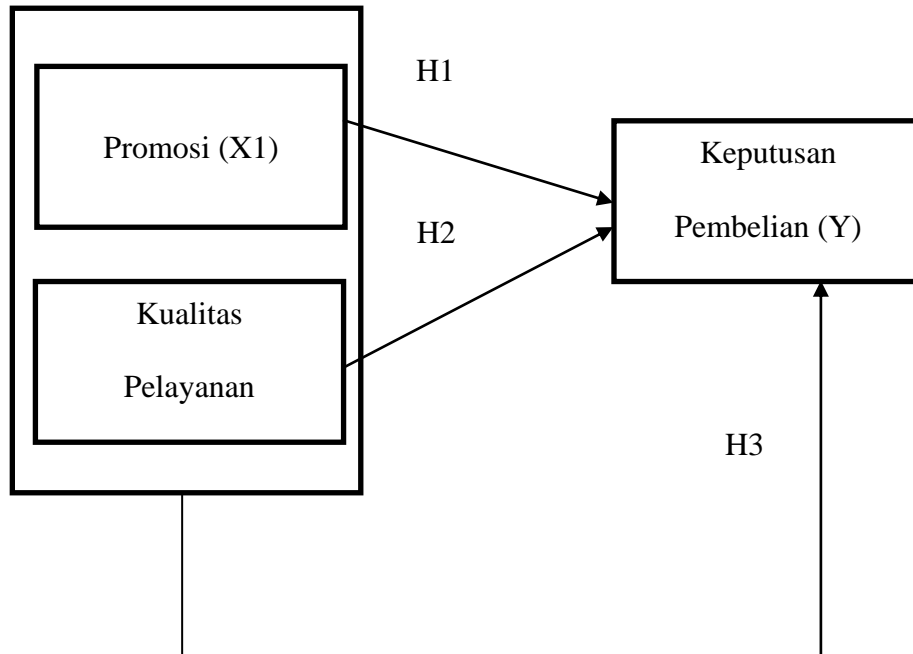 H1
Promosi (X1)
Keputusan
Pembelian (Y)
H2
Kualitas
Pelayanan
H3